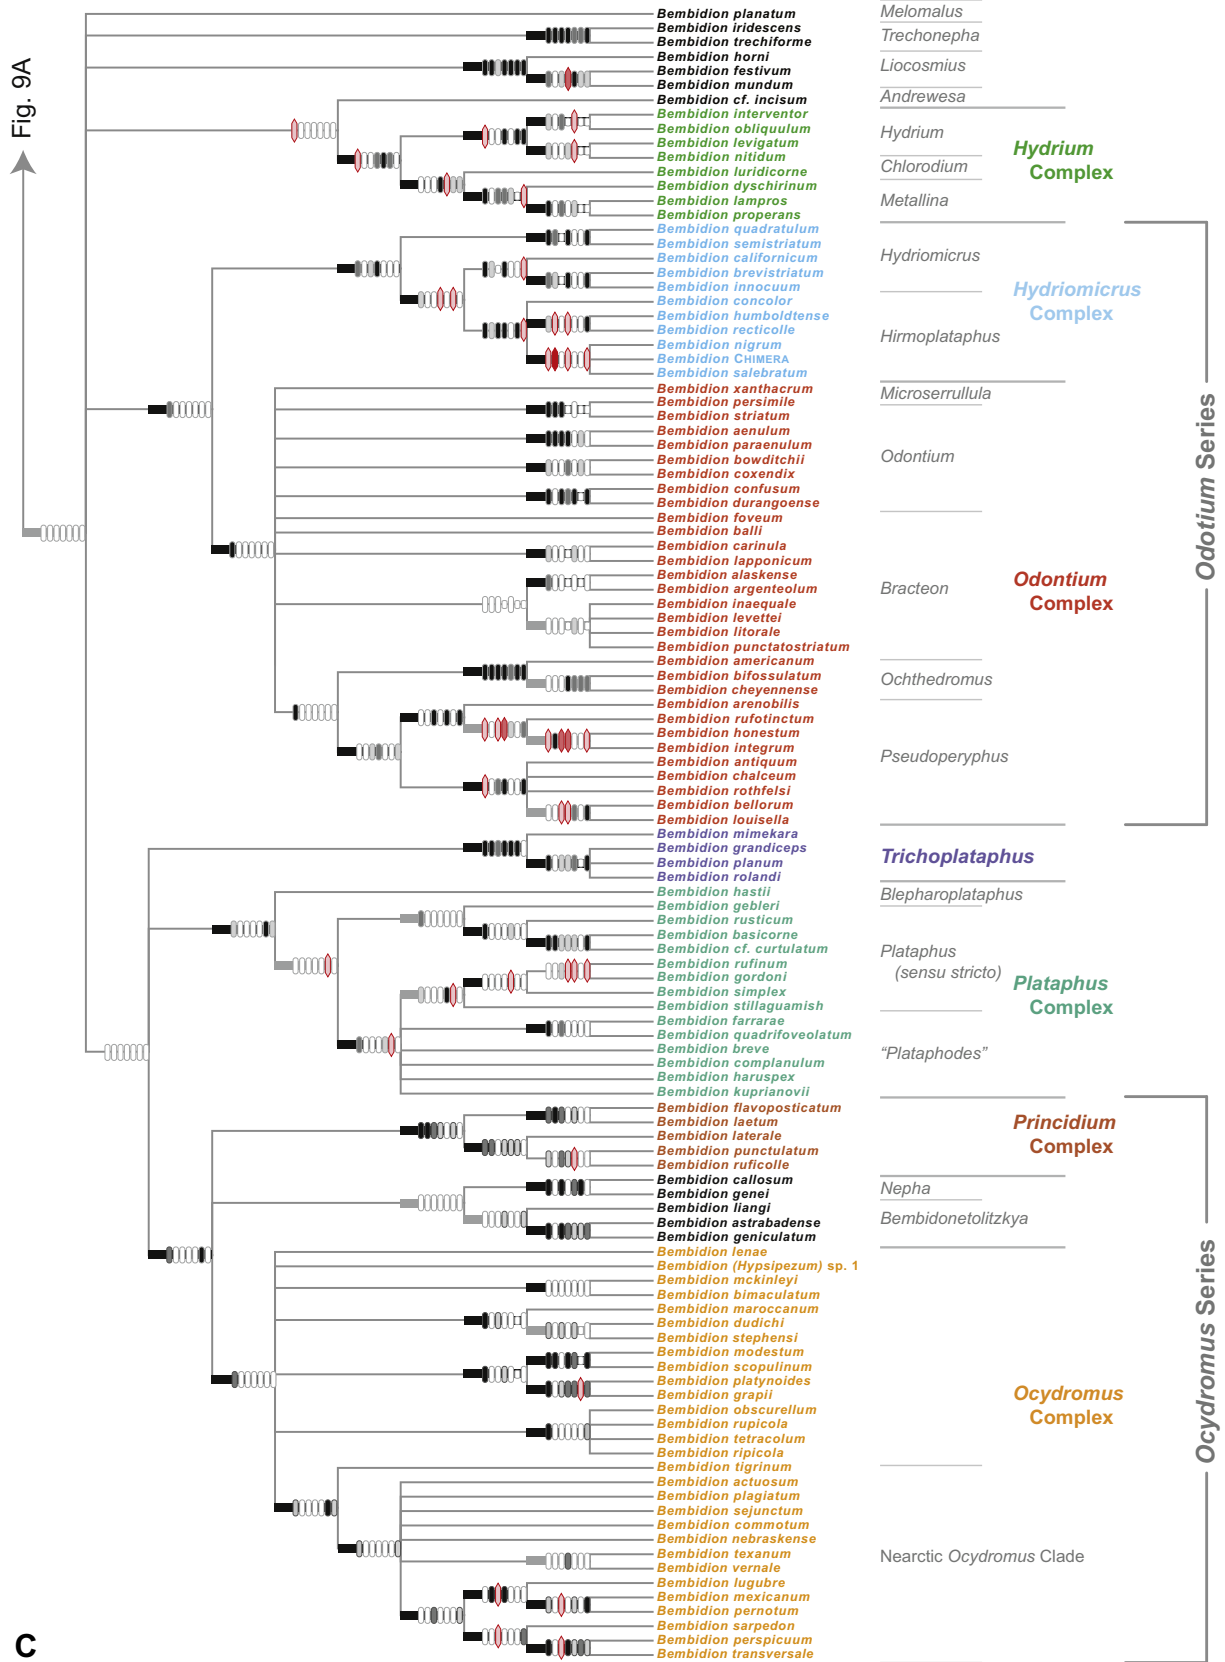 Fig. 9A
Bembidion planatum
Bembidion iridescens
Bembidion trechiforme
Bembidion horni
Bembidion festivum
Bembidion mundum
Bembidion cf. incisum
Bembidion interventor
Bembidion obliquulum
Bembidion levigatum
Bembidion nitidum
Bembidion luridicorne
Bembidion dyschirinum
Bembidion lampros
Bembidion properans
Bembidion quadratulum
Bembidion semistriatum
Bembidion californicum
Bembidion brevistriatum
Bembidion innocuum
Bembidion concolor
Bembidion humboldtense
Bembidion recticolle
Bembidion nigrum
Bembidion CHIMERA
Bembidion salebratum
Bembidion xanthacrum
Bembidion persimile
Bembidion striatum
Bembidion aenulum
Bembidion paraenulum
Bembidion bowditchii
Bembidion coxendix
Bembidion confusum
Bembidion durangoense
Bembidion foveum
Bembidion balli
Bembidion carinula
Bembidion lapponicum
Bembidion alaskense
Bembidion argenteolum
Bembidion inaequale
Bembidion levettei
Bembidion litorale
Bembidion punctatostriatum
Bembidion americanum
Bembidion bifossulatum
Bembidion cheyennense
Bembidion arenobilis
Bembidion rufotinctum
Bembidion honestum
Bembidion integrum
Bembidion antiquum
Bembidion chalceum
Bembidion rothfelsi
Bembidion bellorum
Bembidion louisella
Bembidion mimekara
Bembidion grandiceps
Bembidion planum
Bembidion rolandi
Bembidion hastii
Bembidion gebleri
Bembidion rusticum
Bembidion basicorne
Bembidion cf. curtulatum
Bembidion rufinum
Bembidion gordoni
Bembidion simplex
Bembidion stillaguamish
Bembidion farrarae
Bembidion quadrifoveolatum
Bembidion breve
Bembidion complanulum
Bembidion haruspex
Bembidion kuprianovii
Bembidion flavoposticatum
Bembidion laetum
Bembidion laterale
Bembidion punctulatum
Bembidion ruficolle
Bembidion callosum
Bembidion genei
Bembidion liangi
Bembidion astrabadense
Bembidion geniculatum
Bembidion lenae
Bembidion (Hypsipezum) sp. 1
Bembidion mckinleyi
Bembidion bimaculatum
Bembidion maroccanum
Bembidion dudichi
Bembidion stephensi
Bembidion modestum
Bembidion scopulinum
Bembidion platynoides
Bembidion grapii
Bembidion obscurellum
Bembidion rupicola
Bembidion tetracolum
Bembidion ripicola
Bembidion tigrinum
Bembidion actuosum
Bembidion plagiatum
Bembidion sejunctum
Bembidion commotum
Bembidion nebraskense
Bembidion texanum
Bembidion vernale
Bembidion lugubre
Bembidion mexicanum
Bembidion pernotum
Bembidion sarpedon
Bembidion perspicuum
Bembidion transversale
Melomalus
Trechonepha
Liocosmius
Andrewesa
Hydrium
Chlorodium
Metallina
Hydriomicrus
Hirmoplataphus
Microserrullula
Odontium
Bracteon
Ochthedromus
Pseudoperyphus
Trichoplataphus
Blepharoplataphus
Plataphus
(sensu stricto)
“Plataphodes”
Nepha
Bembidonetolitzkya
Nearctic Ocydromus Clade
Hydrium
Complex
Hydriomicrus
Complex
Odontium
Complex
Plataphus
Complex
Princidium
Complex
Ocydromus
Complex
Odotium Series
Ocydromus Series
C